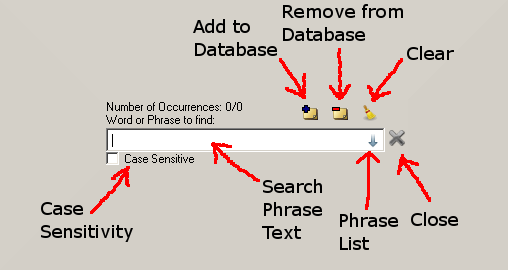 Add to
Database
Remove from
Database
Clear
Number of Occurrences: 0/0
Word or Phrase to find:
Case Sensitive
Case
Sensitivity
Search
Phrase
Text
Phrase
List
Close